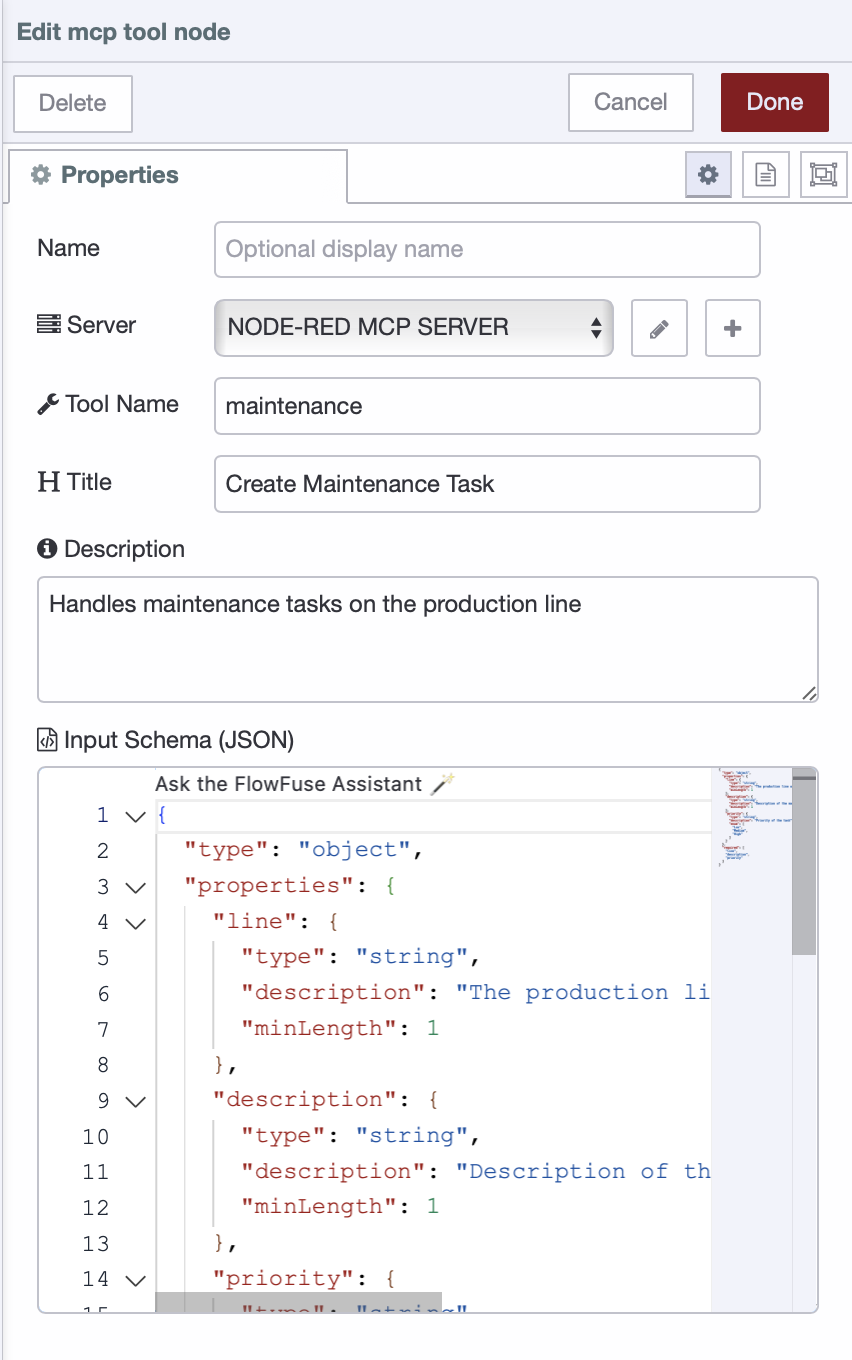 Edit mcp tool node
Delete
Cancel
Done
Properties
Name
Optional display name
Server
NODE-RED MCP SERVER
Tool Name
maintenance
Title
Create Maintenance Task
Description
Handles maintenance tasks on the production line
Input Schema (JSON)
Ask the FlowFuse Assistant 🪄
1 {
2 "type": "object",
3 "properties": {
4 "line": {
5 "type": "string",
6 "description": "The production li
7 "minLength": 1
8 },
9 "description": {
10 "type": "string",
11 "description": "Description of th
12 "minLength": 1
13 },
14 "priority": {
15 "type": "string"